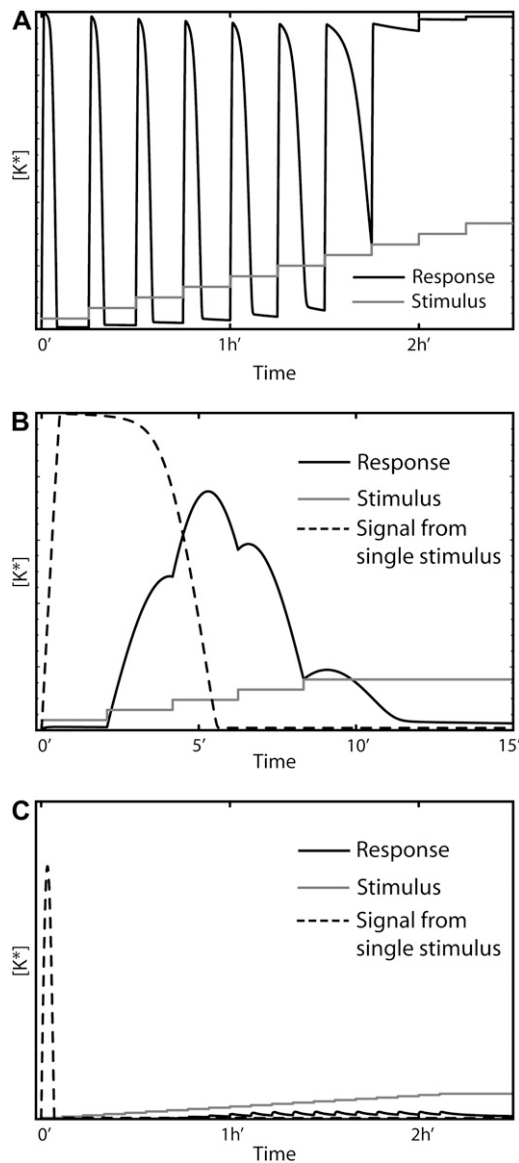 A
[K*]
Response
Stimulus
0’
1h’
2h’
Time
B
[K*]
Response
Stimulus
Signal from
single stimulus
0’
5’
10’
15’
Time
C
[K*]
Response
Stimulus
Signal from
single stimulus
0’
1h’
2h’
Time